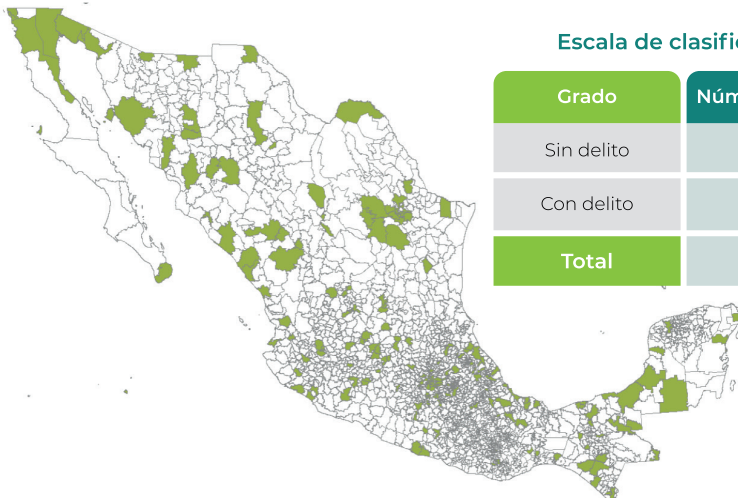 Escala de clasific
Grado Núm
Sin delito
Con delito
Total